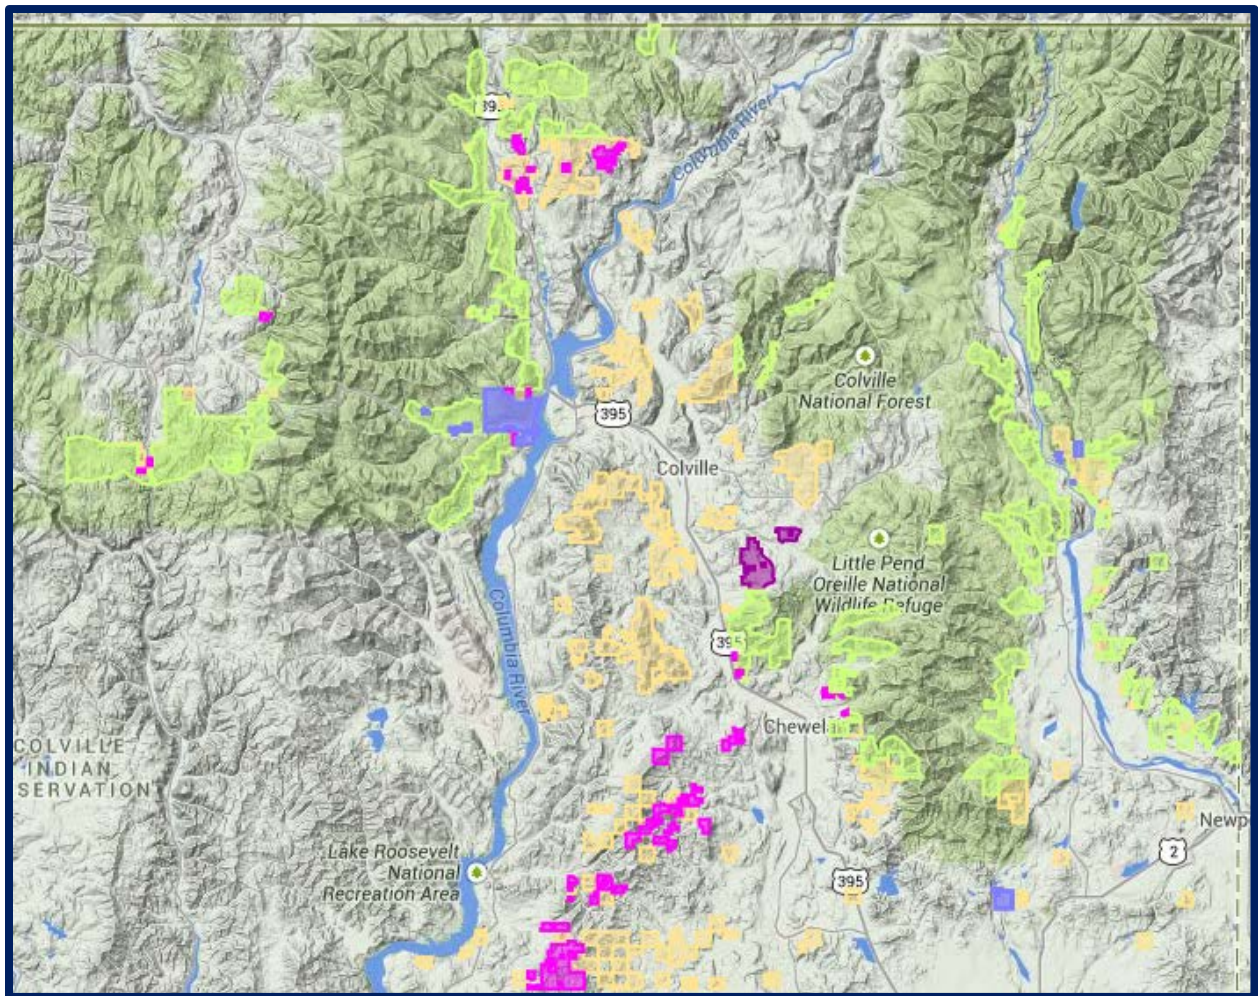 395
Columbia River
Colville
National Forest
395
Colville
Little Pend
Oreille National
Wildlife Refuge
395
Columbia River
Chewel
COLVILLE
INDIAN
SERVATION
Newp
2
Lake Roosevelt
National
Recreation Area
395